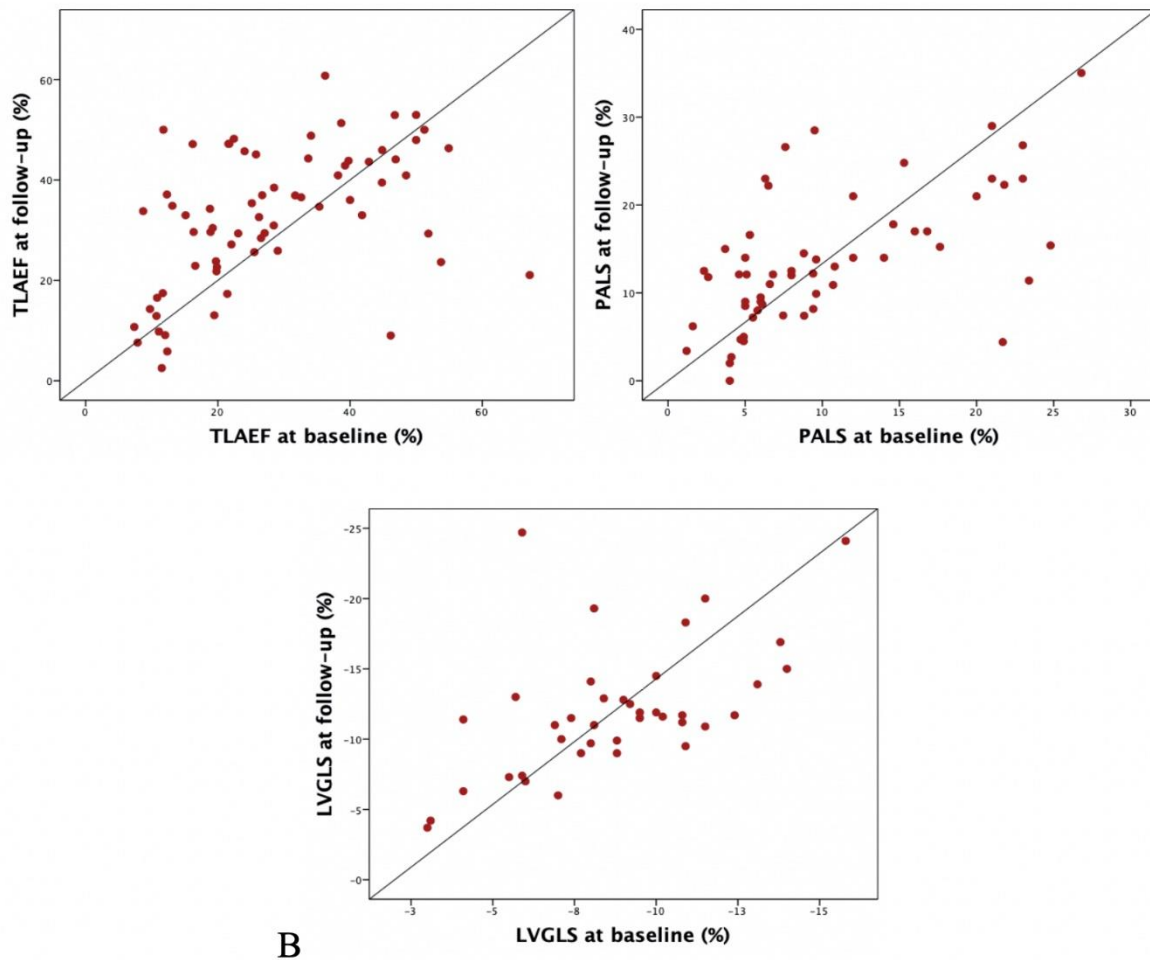 TLAEF at follow-up (%)
60
40
20
0
0 20 40 60
TLAEF at baseline (%)
PALS at follow-up (%)
40
30
20
10
0
0 5 10 15 20 25 30
PALS at baseline (%)
LVGLS at follow-up (%)
-25
-20
-15
-10
-5
-0
-3 -5 -8 -10 -13 -15
LVGLS at baseline (%)
B